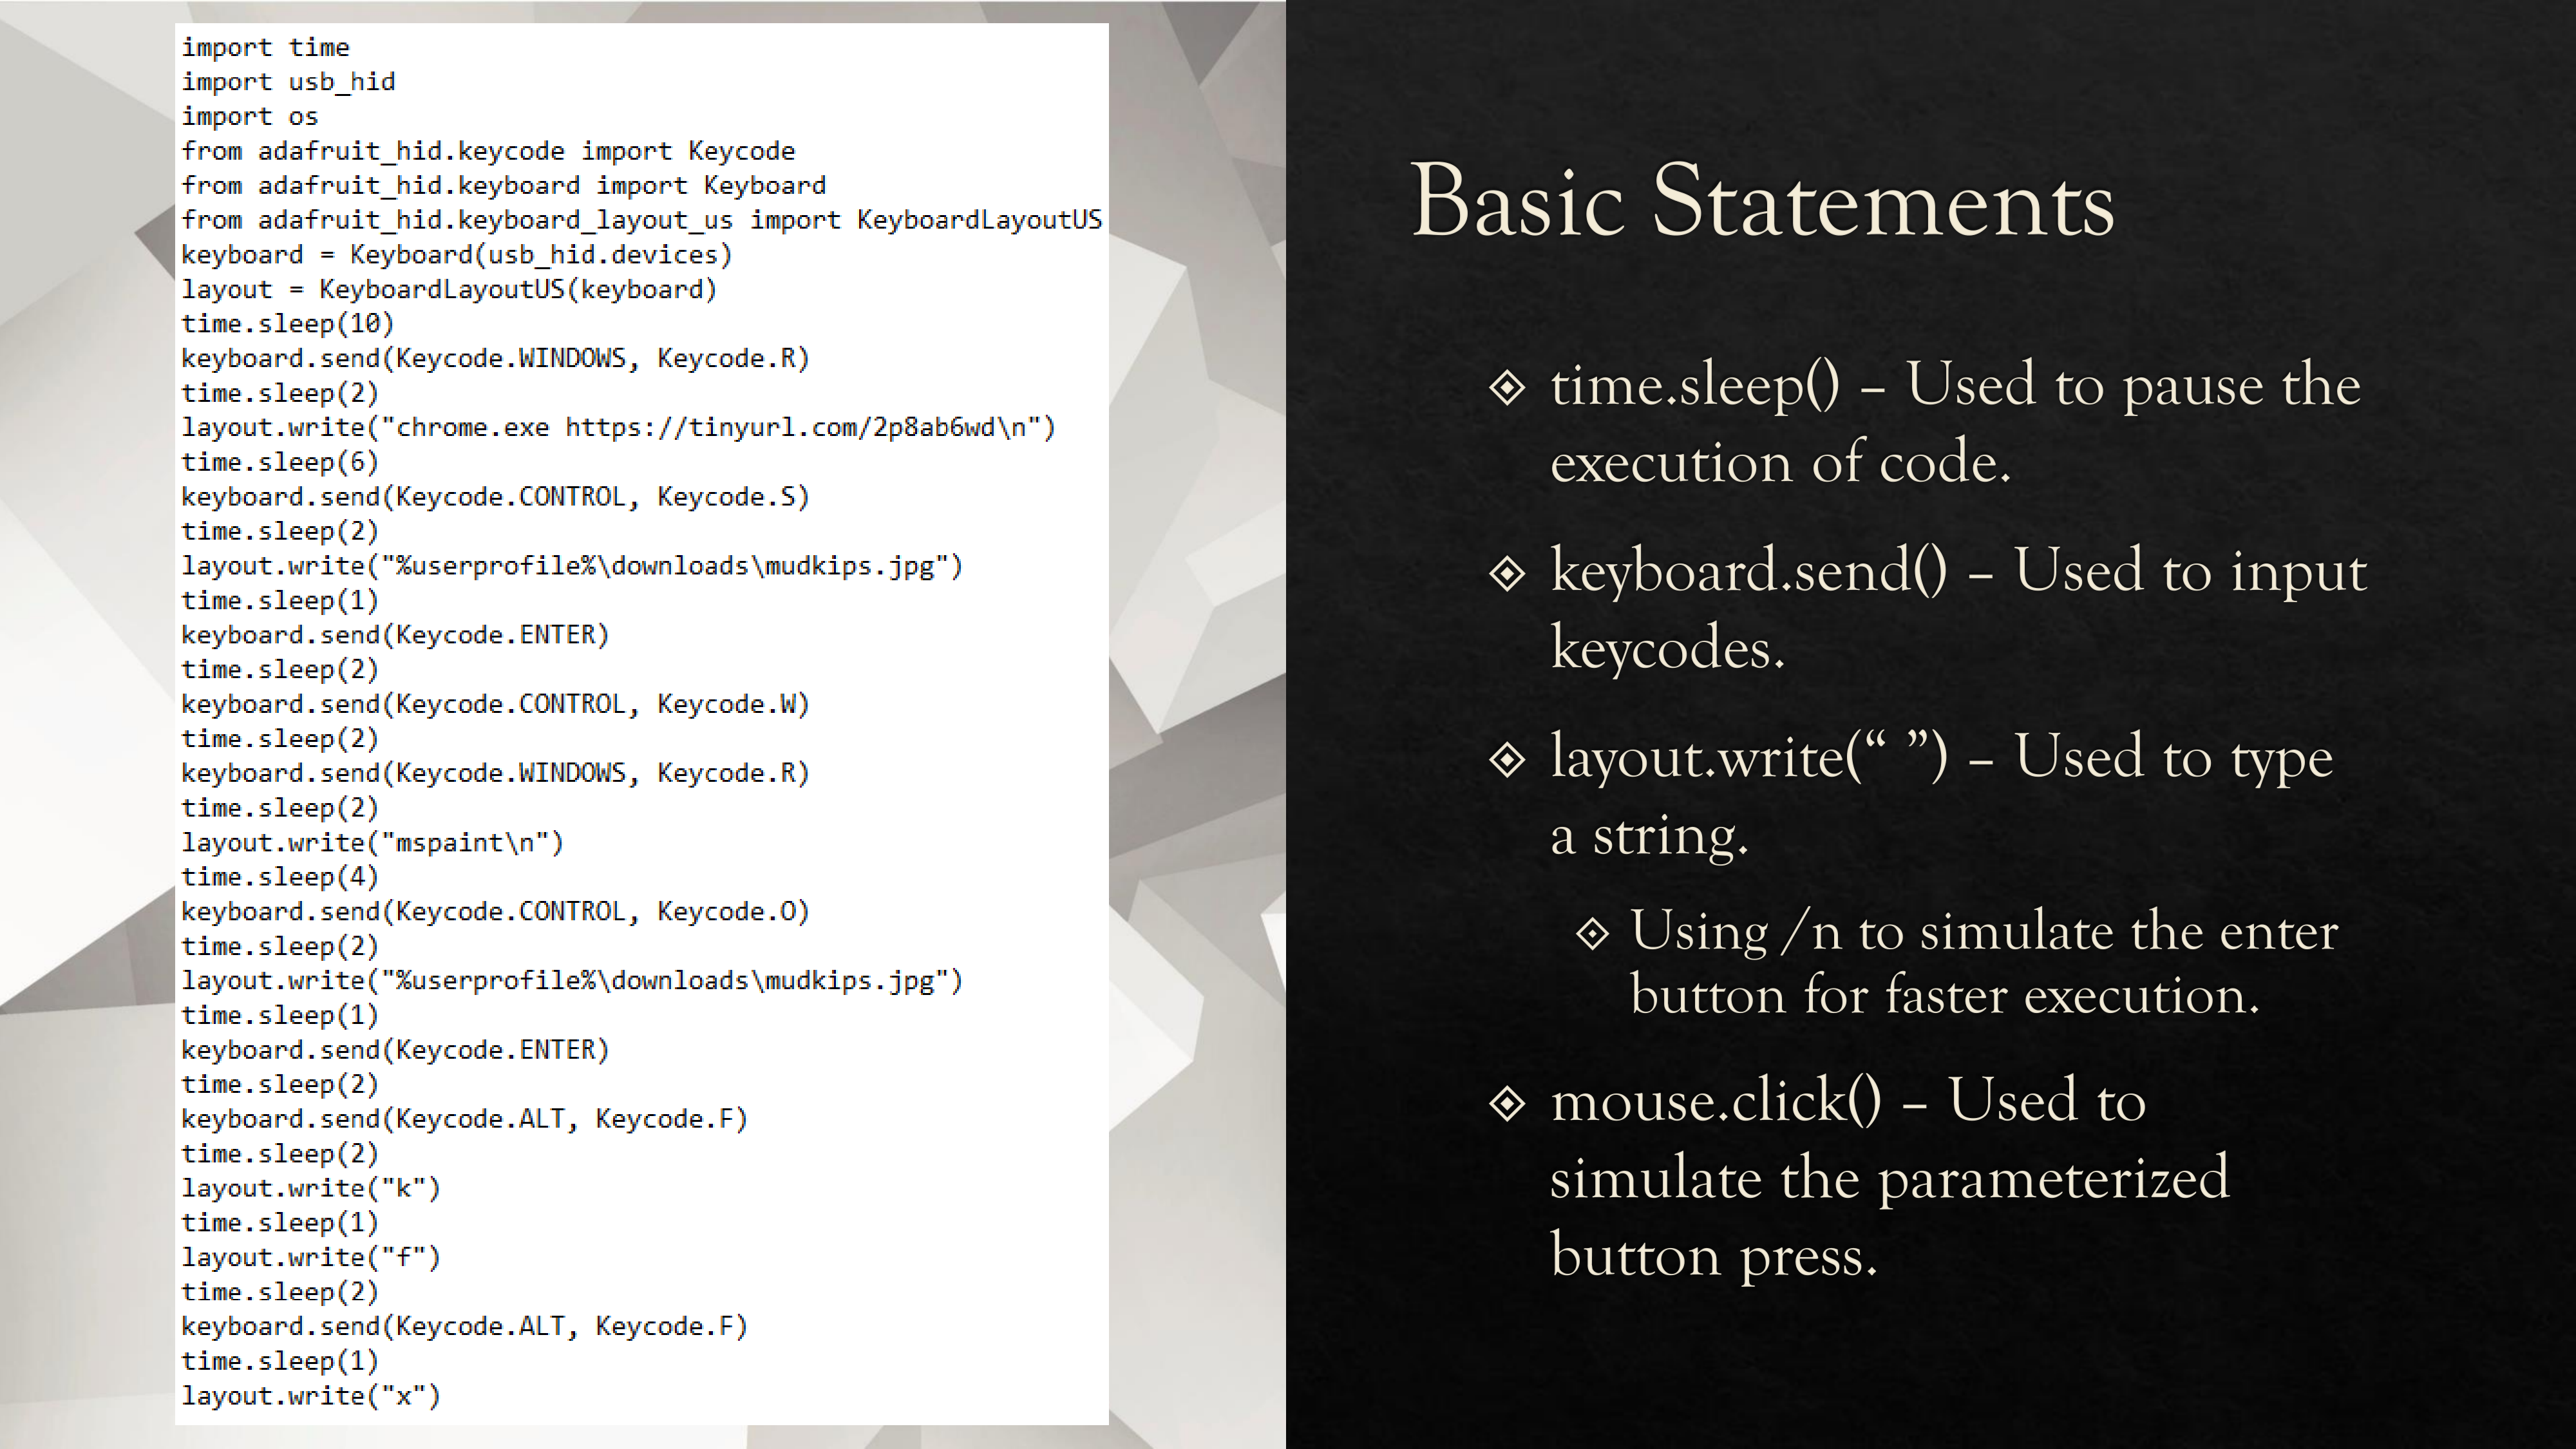 import time
import usb_hid
import os
from adafruit_hid.keycode import Keycode
from adafruit_hid.keyboard import Keyboard
from adafruit_hid.keyboard_layout_us import KeyboardLayoutUS
keyboard = Keyboard(usb_hid.devices)
layout = KeyboardLayoutUS(keyboard)
time.sleep(10)
keyboard.send(Keycode.WINDOWS, Keycode.R)
time.sleep(2)
layout.write("chrome.exe https://tinyurl.com/2p8ab6wd\n")
time.sleep(6)
keyboard.send(Keycode.CONTROL, Keycode.S)
time.sleep(2)
layout.write("%userprofile%\downloads\mudkips.jpg")
time.sleep(1)
keyboard.send(Keycode.ENTER)
time.sleep(2)
keyboard.send(Keycode.CONTROL, Keycode.W)
time.sleep(2)
keyboard.send(Keycode.WINDOWS, Keycode.R)
time.sleep(2)
layout.write("mspaint\n")
time.sleep(4)
keyboard.send(Keycode.CONTROL, Keycode.O)
time.sleep(2)
layout.write("%userprofile%\downloads\mudkips.jpg")
time.sleep(1)
keyboard.send(Keycode.ENTER)
time.sleep(2)
keyboard.send(Keycode.ALT, Keycode.F)
time.sleep(2)
layout.write("k")
time.sleep(1)
layout.write("f")
time.sleep(2)
keyboard.send(Keycode.ALT, Keycode.F)
time.sleep(1)
layout.write("x")
Basic Statements
time.sleep() – Used to pause the
execution of code.
keyboard.send() – Used to input
keycodes.
layout.write(“ ”) – Used to type
a string.
Using /n to simulate the enter
button for faster execution.
mouse.click() – Used to
simulate the parameterized
button press.